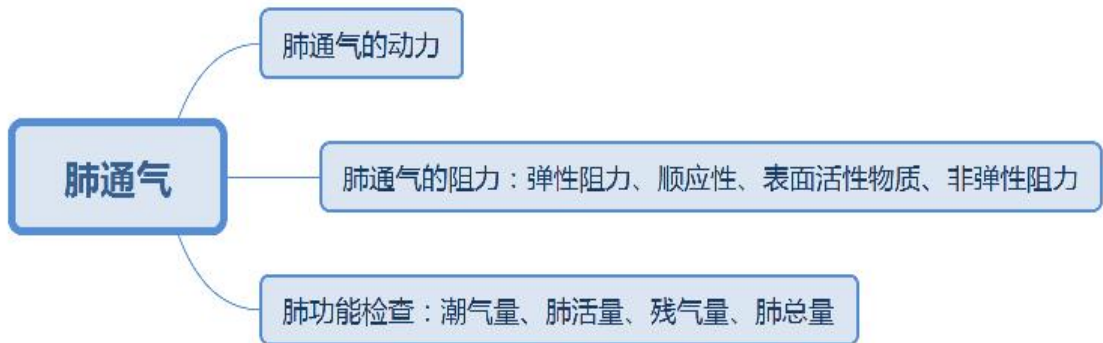 肺通气的动力
肺通气
肺通气的阻力：弹性阻力、顺应性、表面活性物质、非弹性阻力
肺功能检查：潮气量、肺活量、残气量、肺总量